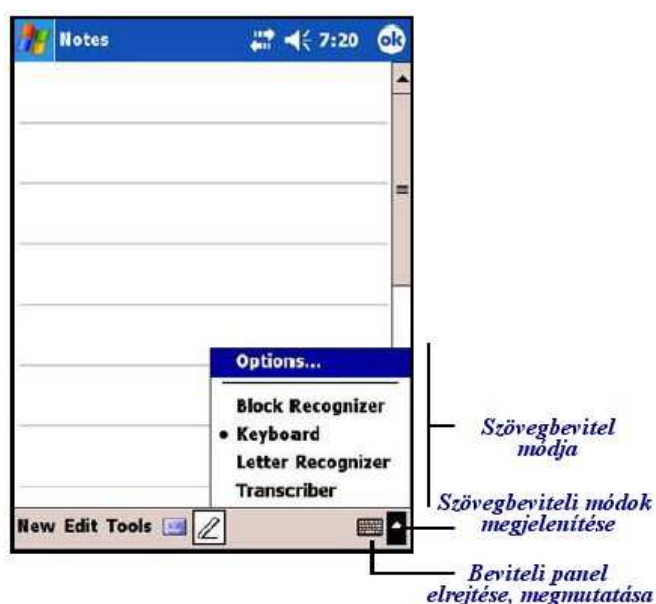 Notes 7:20 ok
Options...
Block Recognizer
Keyboard
Letter Recognizer
Transcriber
New Edit Tools
Szövegbevitel
módja
Szövegbeviteli módok
megjelenítése
Beviteli panel
elrejtése, megmutatása